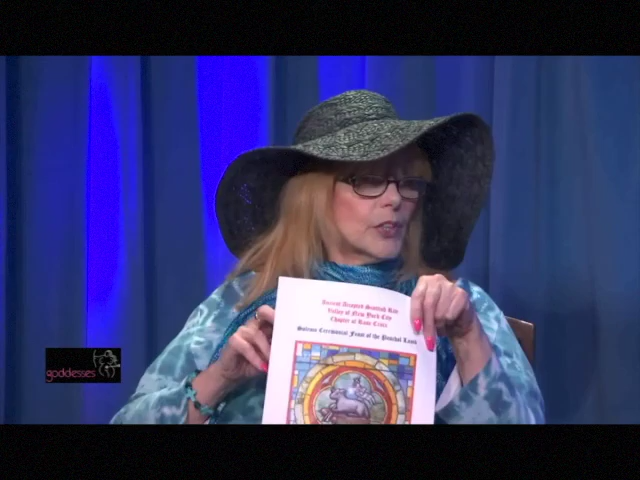 Ancient Accepted Scottish Rite
Valley of New York City
Chapter of Rose Croix
Solemn Ceremonial Feast of the Paschal Lamb
goddesses